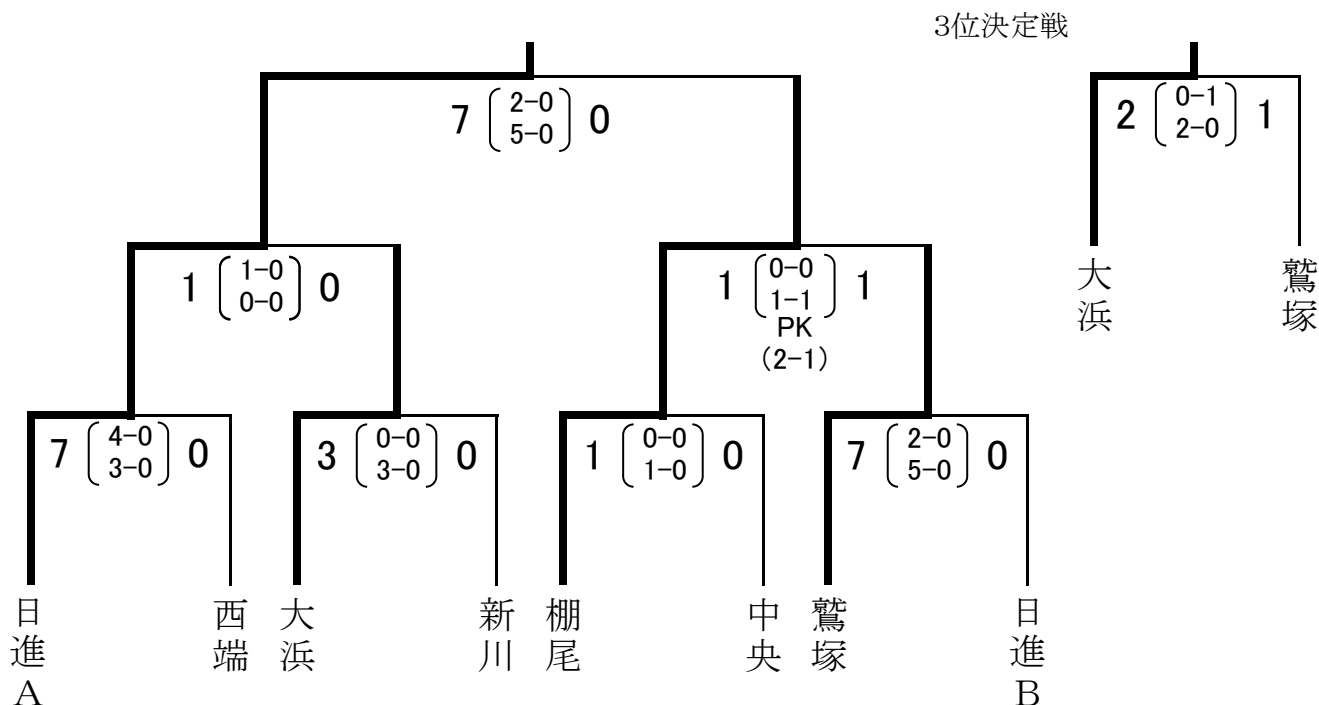 3位決定戦
7 2-0 0
5-0
2 0-1 1
2-0
1 1-0 0
0-0
1 0-0 1
1-1
PK
(2-1)
大浜
鷲塚
7 4-0 0
3-0
3 0-0 0
3-0
1 0-0 0
1-0
7 2-0 0
5-0
日進A
西端
大浜
新川
棚尾
中央
鷲塚
日進B